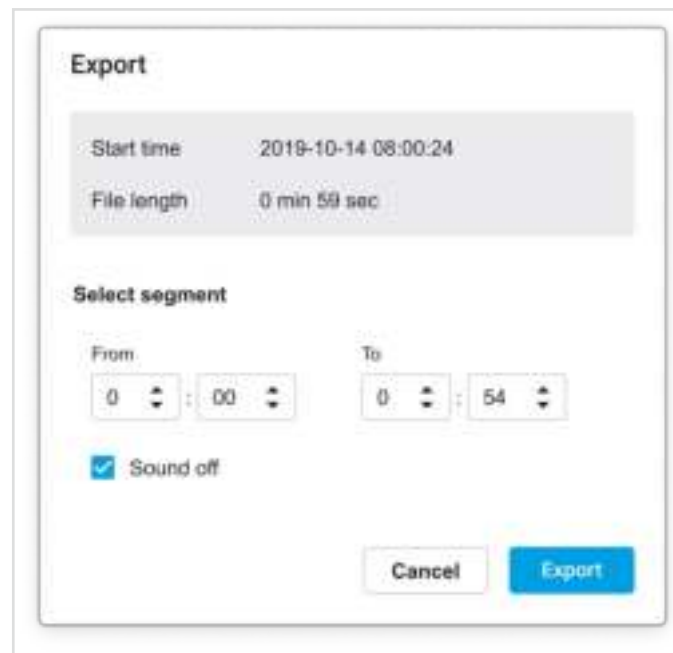 Export
Start time 2019-10-14 08:00:24
File length 0 min 59 sec
Select segment
From To
0 : 00 0 : 54
Sound off
Cancel Export